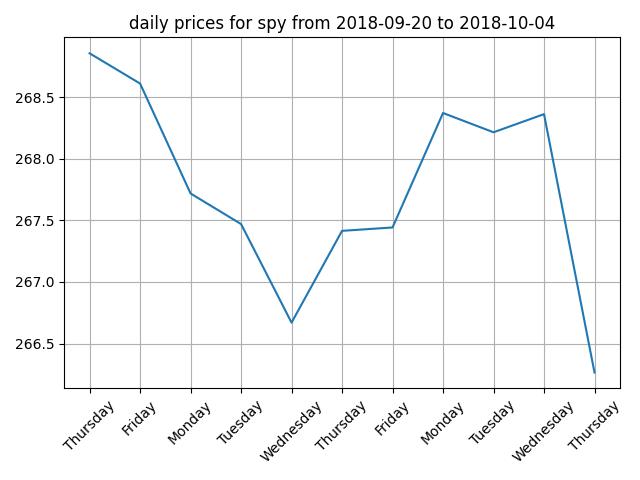 daily prices for spy from 2018-09-20 to 2018-10-04
268.5
268.0
267.5
267.0
266.5
Thursday
Friday
Monday
Tuesday
Wednesday
Thursday
Friday
Monday
Tuesday
Wednesday
Thursday